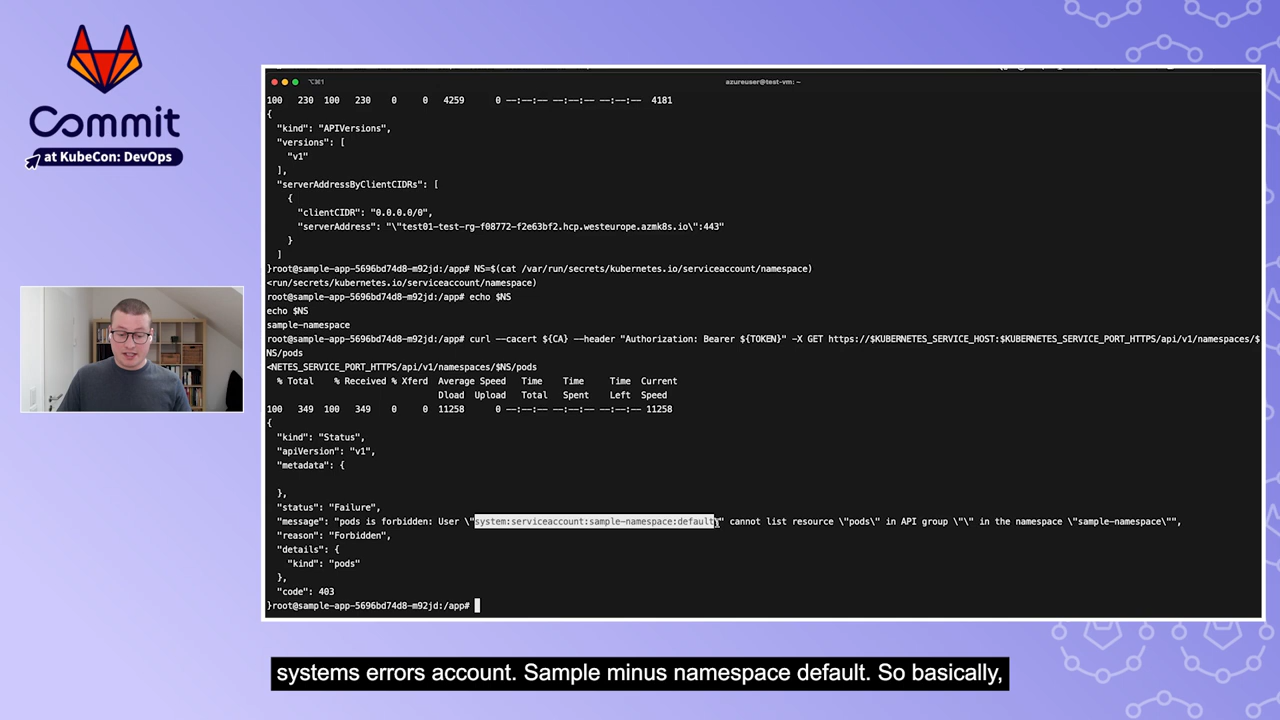 Commit
at KubeCon: DevOps
⌥⌘1
azureuser@test-vm: ~
100   230  100   230    0     0   4259      0 --:--:-- --:--:-- --:--:--  4181
{
  "kind": "APIVersions",
  "versions": [
    "v1"
  ],
  "serverAddressByClientCIDRs": [
    {
      "clientCIDR": "0.0.0.0/0",
      "serverAddress": "\"test01-test-rg-f08772-f2e63bf2.hcp.westeurope.azmk8s.io\":443"
    }
  ]
}root@sample-app-5696bd74d8-m92jd:/app# NS=$(cat /var/run/secrets/kubernetes.io/serviceaccount/namespace)
<run/secrets/kubernetes.io/serviceaccount/namespace)
root@sample-app-5696bd74d8-m92jd:/app# echo $NS
echo $NS
sample-namespace
root@sample-app-5696bd74d8-m92jd:/app# curl --cacert ${CA} --header "Authorization: Bearer ${TOKEN}" -X GET https://$KUBERNETES_SERVICE_HOST:$KUBERNETES_SERVICE_PORT_HTTPS/api/v1/namespaces/$
NS/pods
<NETES_SERVICE_PORT_HTTPS/api/v1/namespaces/$NS/pods
  % Total    % Received % Xferd  Average Speed   Time    Time     Time  Current
                                 Dload  Upload   Total   Spent    Left  Speed
100   349  100   349    0     0  11258      0 --:--:-- --:--:-- --:--:-- 11258
{
  "kind": "Status",
  "apiVersion": "v1",
  "metadata": {
  },
  "status": "Failure",
  "message": "pods is forbidden: User \"system:serviceaccount:sample-namespace:default\" cannot list resource \"pods\" in API group \"\" in the namespace \"sample-namespace\"",
  "reason": "Forbidden",
  "details": {
    "kind": "pods"
  },
  "code": 403
}root@sample-app-5696bd74d8-m92jd:/app#
systems errors account. Sample minus namespace default. So basically,